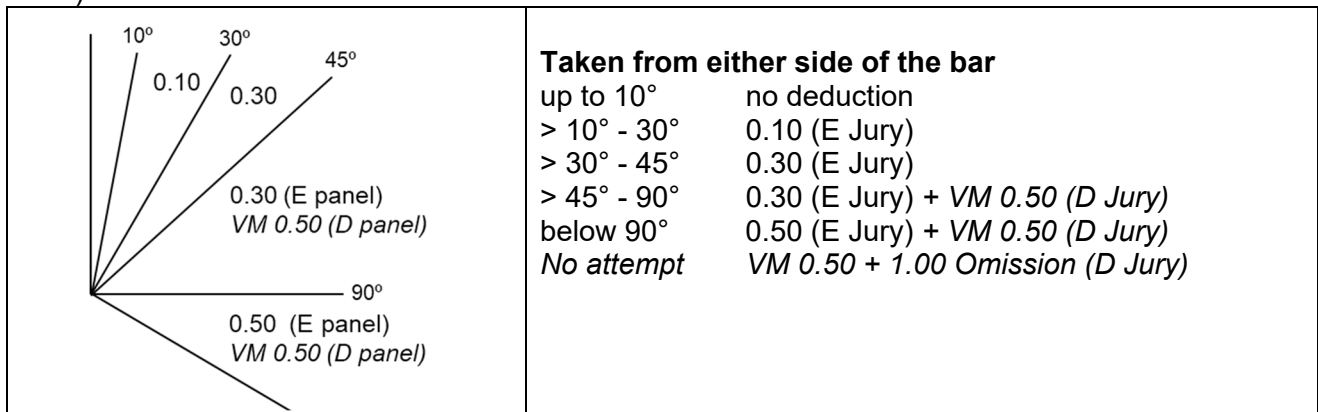 10º
30º
45º
0.10
0.30
0.30 (E panel)
VM 0.50 (D panel)
90º
0.50 (E panel)
VM 0.50 (D panel)
Taken from either side of the bar
up to 10° no deduction
> 10° - 30° 0.10 (E Jury)
> 30° - 45° 0.30 (E Jury)
> 45° - 90° 0.30 (E Jury) + VM 0.50 (D Jury)
below 90° 0.50 (E Jury) + VM 0.50 (D Jury)
No attempt VM 0.50 + 1.00 Omission (D Jury)